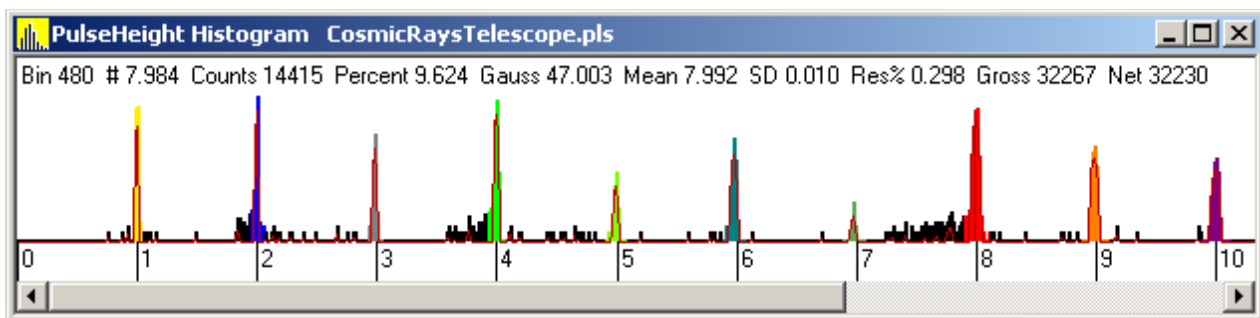 PulseHeight Histogram CosmicRaysTelescope.pls
Bin 480 # 7.984 Counts 14415 Percent 9.624 Gauss 47.003 Mean 7.992 SD 0.010 Res% 0.298 Gross 32267 Net 32230
0 1 2 3 4 5 6 7 8 9 10